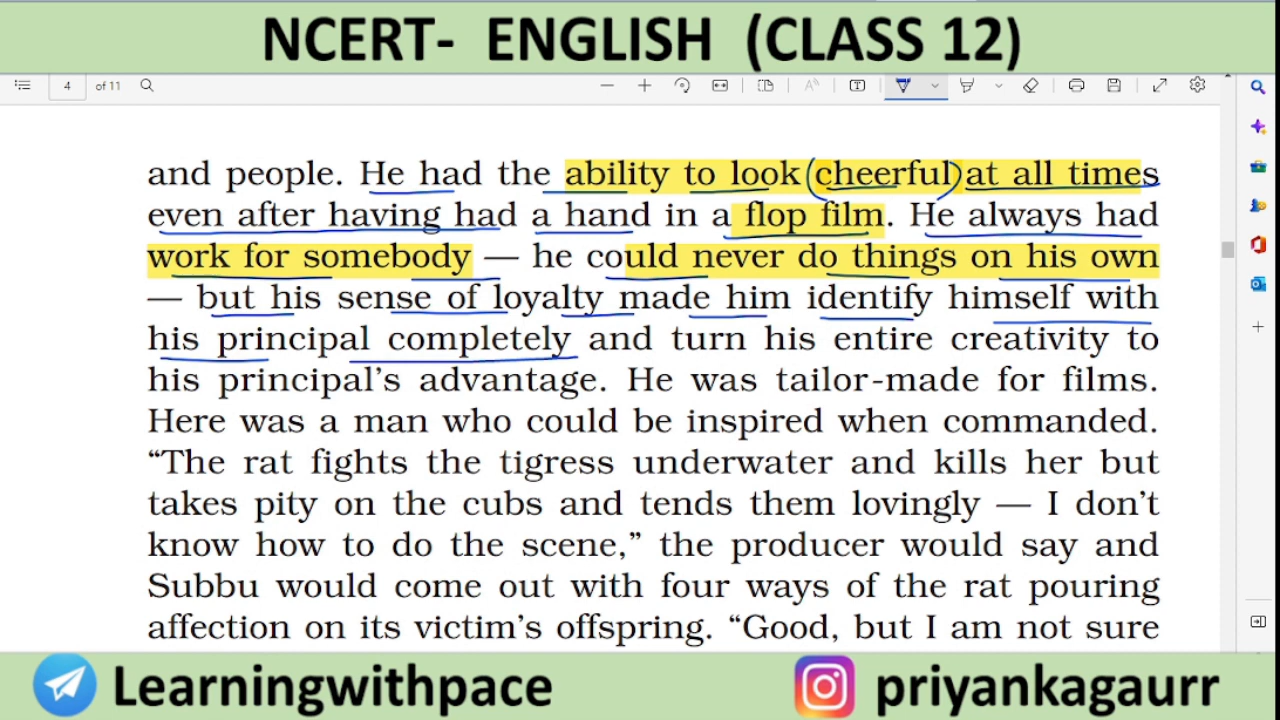 NCERT- ENGLISH (CLASS 12)
4 of 11
and people. He had the ability to look cheerful at all times
even after having had a hand in a flop film. He always had
work for somebody — he could never do things on his own
— but his sense of loyalty made him identify himself with
his principal completely and turn his entire creativity to
his principal’s advantage. He was tailor-made for films.
Here was a man who could be inspired when commanded.
“The rat fights the tigress underwater and kills her but
takes pity on the cubs and tends them lovingly — I don’t
know how to do the scene,” the producer would say and
Subbu would come out with four ways of the rat pouring
affection on its victim’s offspring. “Good, but I am not sure
Learningwithpace priyankagaurr